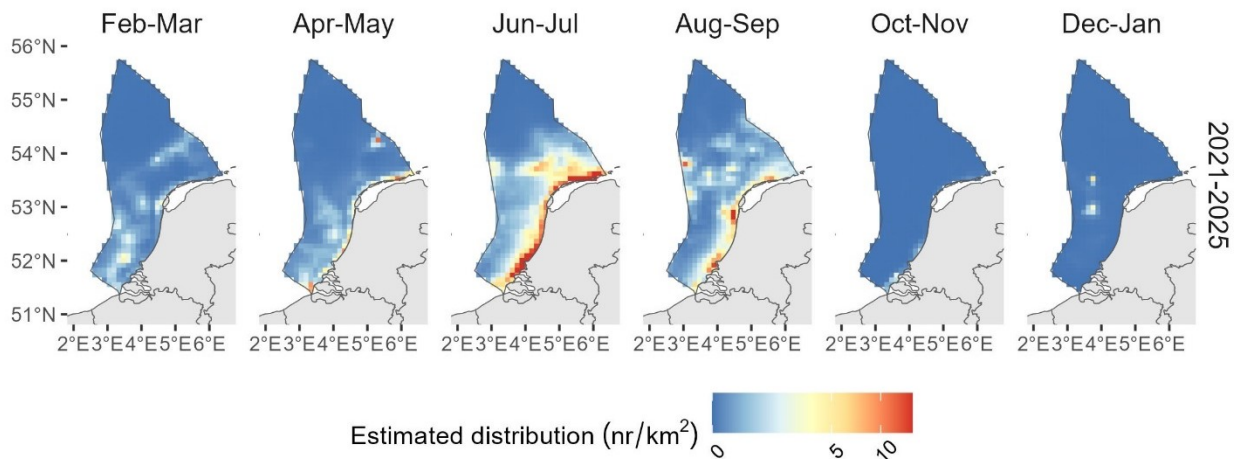 Feb-Mar Apr-May Jun-Jul Aug-Sep Oct-Nov Dec-Jan
56°N
55°N
54°N
53°N
52°N
51°N
2021-2025
2°E3°E4°E5°E6°E 2°E3°E4°E5°E6°E 2°E3°E4°E5°E6°E 2°E3°E4°E5°E6°E 2°E3°E4°E5°E6°E 2°E3°E4°E5°E6°E
Estimated distribution (nr/km²)
0 5 10